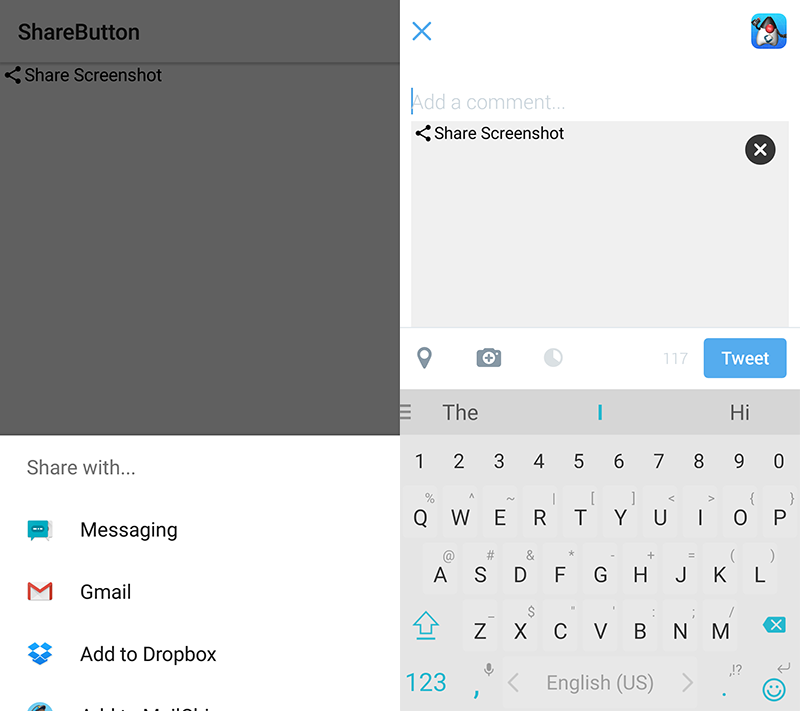 ShareButton
Share Screenshot
Share with...
Messaging
Gmail
Add to Dropbox
Add a comment...
Share Screenshot
117 Tweet
The I Hi
1 2 3 4 5 6 7 8 9 0
% ^ ~ | [ ] < > { }
Q W E R T Y U I O P
@ # & * - + = ( )
A S D F G H J K L
_ $ " ' : ; /
Z X C V B N M
123 , English (US) . ,!?